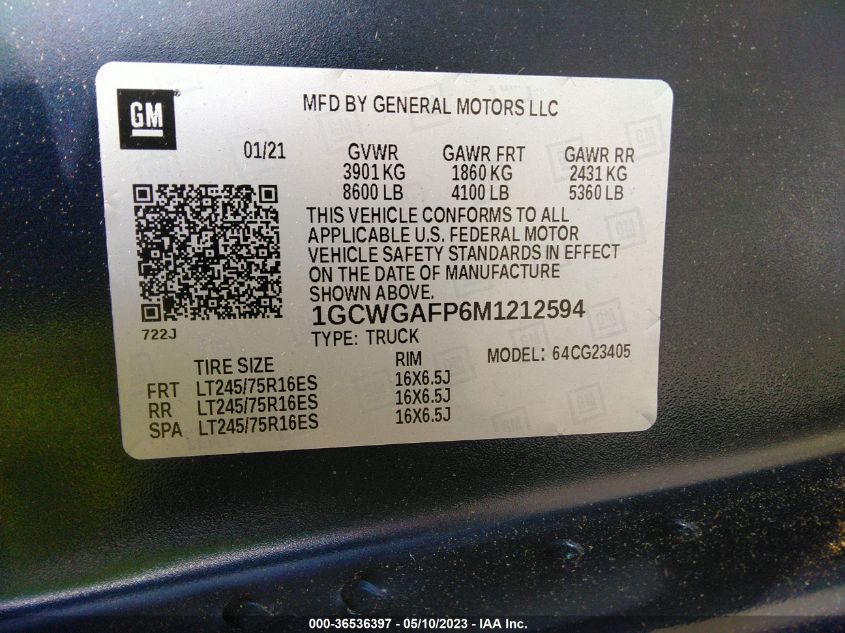 GM
MFD BY GENERAL MOTORS LLC
01/21
GVWR GAWR FRT GAWR RR
3901 KG 1860 KG 2431 KG
8600 LB 4100 LB 5360 LB
THIS VEHICLE CONFORMS TO ALL
APPLICABLE U.S. FEDERAL MOTOR
VEHICLE SAFETY STANDARDS IN EFFECT
ON THE DATE OF MANUFACTURE
SHOWN ABOVE.
1GCWGAFP6M1212594
722J
TYPE: TRUCK
MODEL: 64CG23405
TIRE SIZE RIM
FRT LT245/75R16ES 16X6.5J
RR LT245/75R16ES 16X6.5J
SPA LT245/75R16ES 16X6.5J
000-36536397 - 05/10/2023 - IAA Inc.